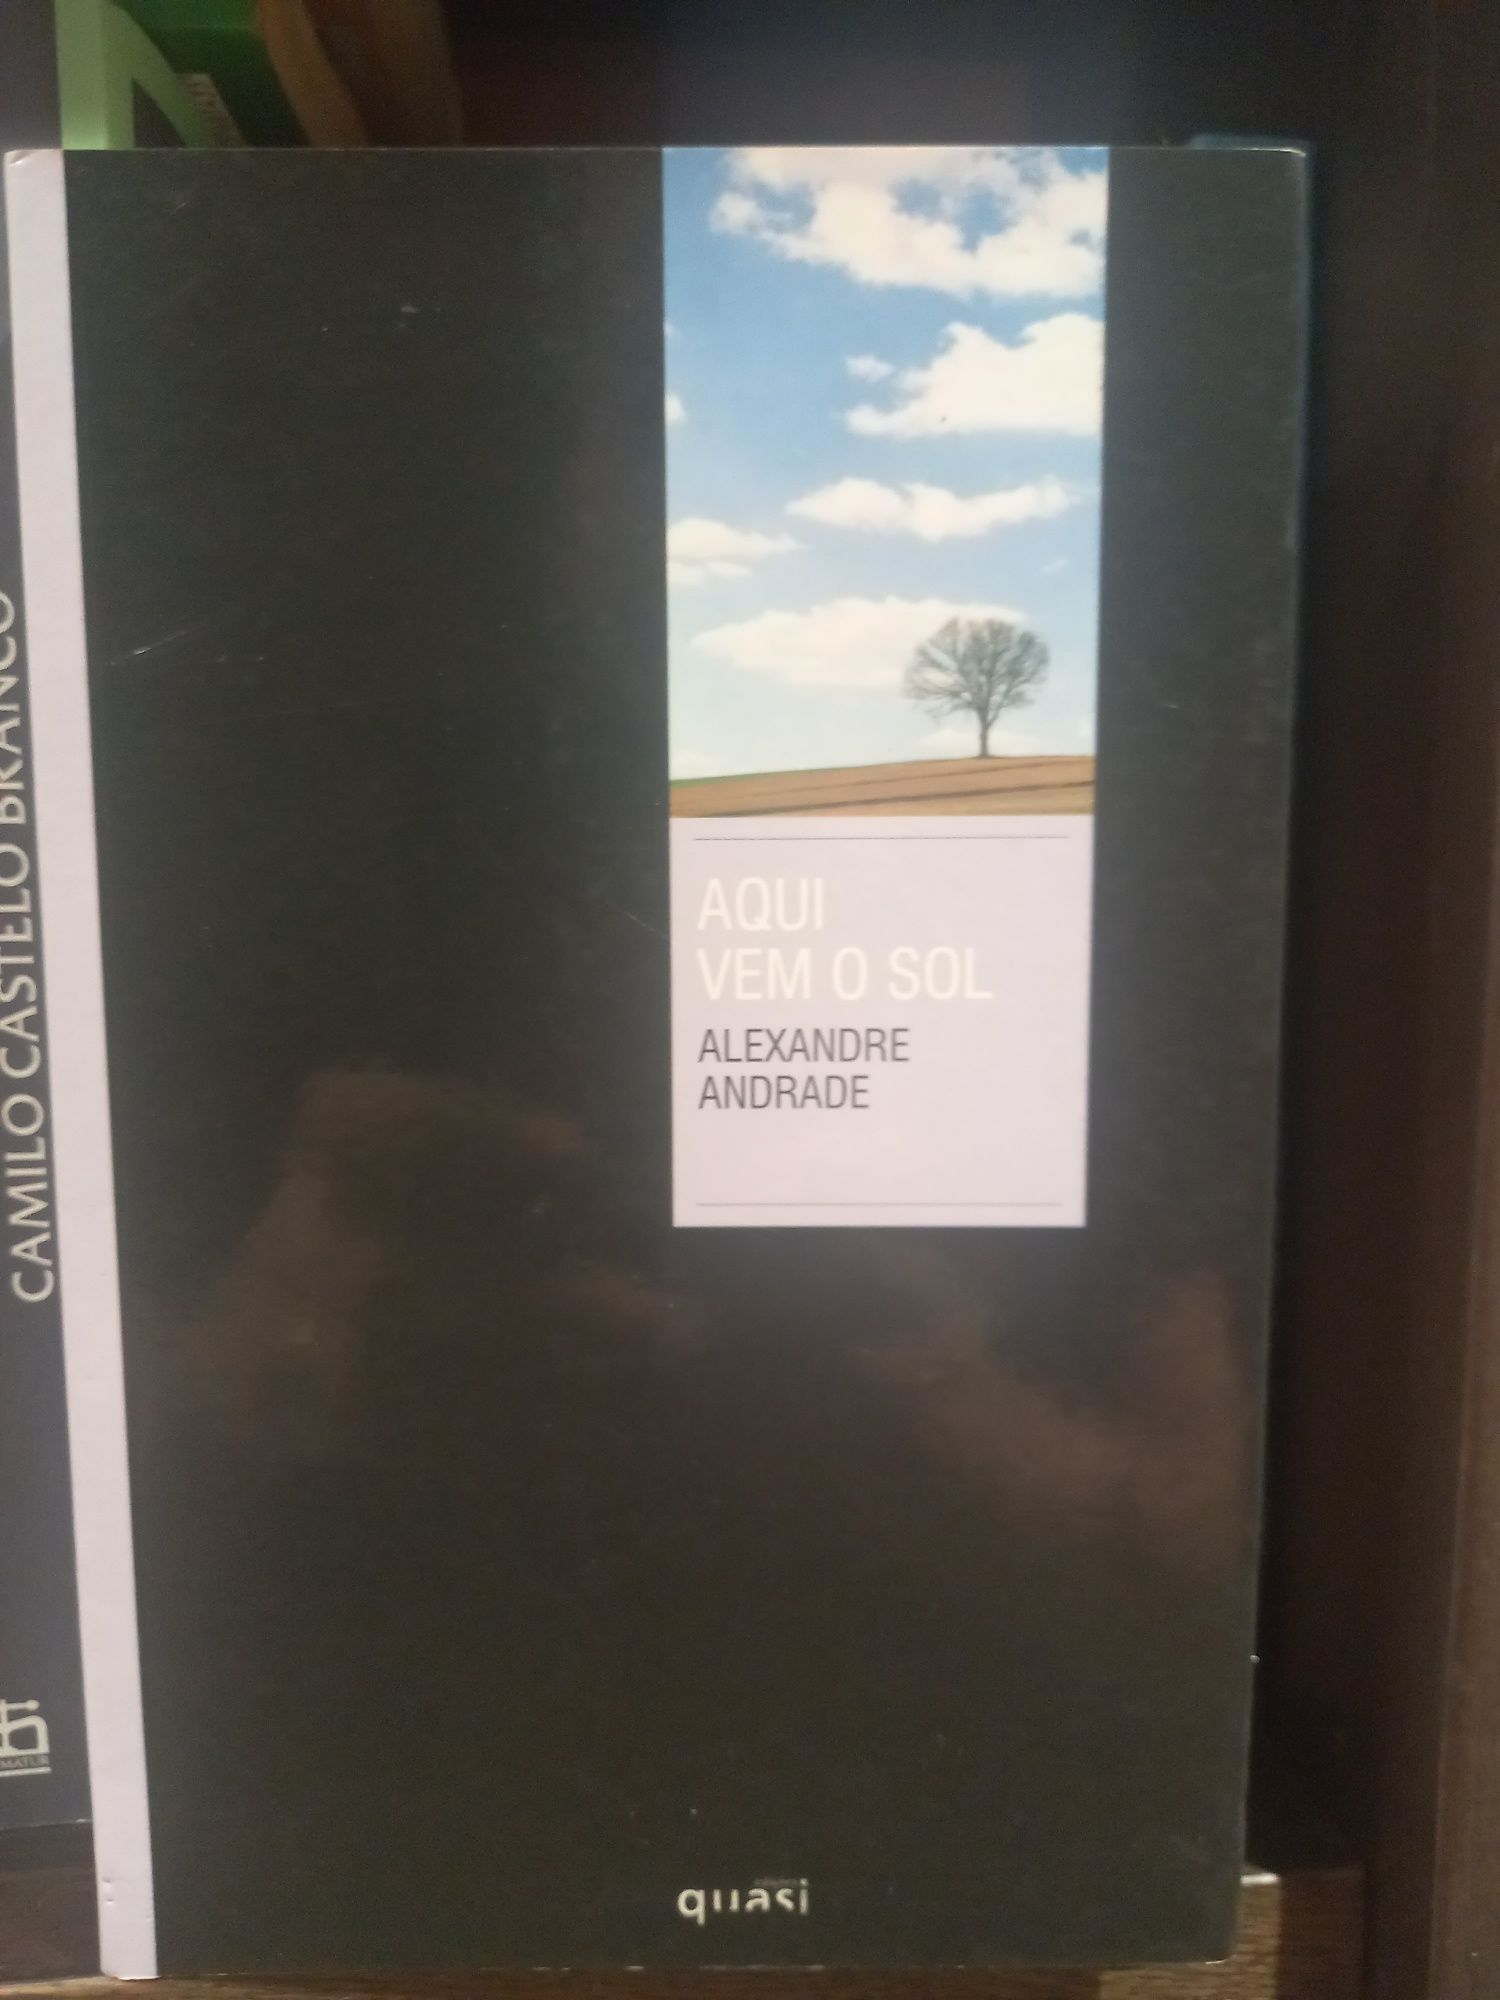 AQUI
VEM O SOL
ALEXANDRE
ANDRADE
quasi
CAMILO CASTELO BRANCO